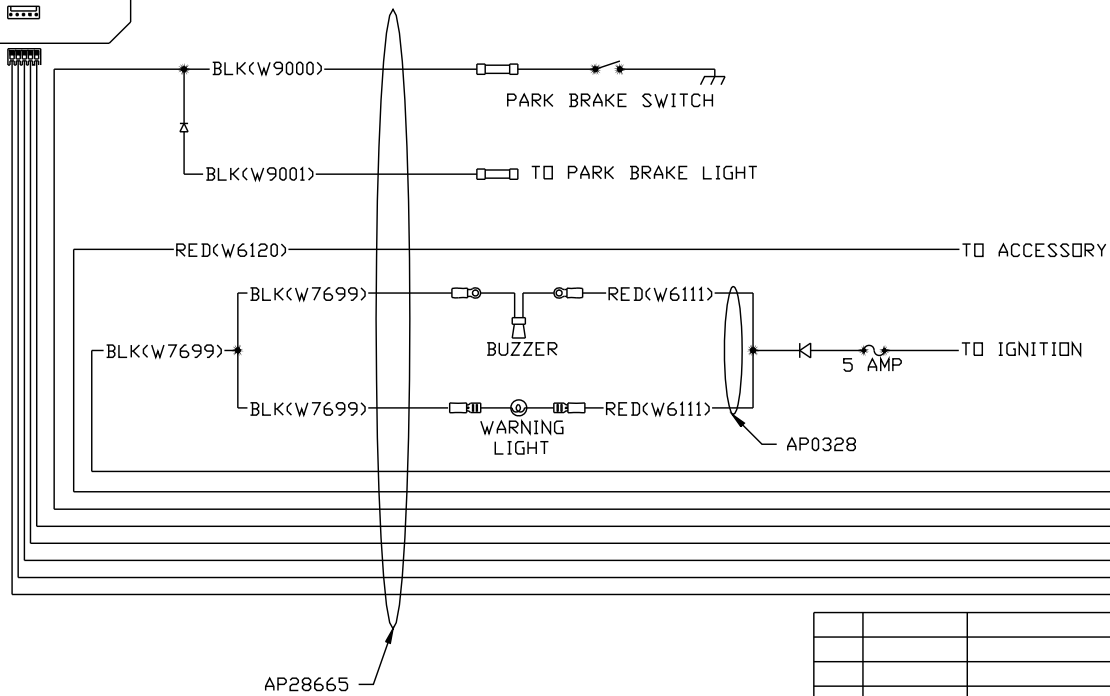 BLK(W9000)
PARK BRAKE SWITCH
BLK(W9001)
TO PARK BRAKE LIGHT
RED(W6120)
TO ACCESSORY
BLK(W7699)
RED(W6111)
BLK(W7699)
BUZZER
TO IGNITION
5 AMP
BLK(W7699)
RED(W6111)
WARNING
LIGHT
AP0328
AP28665